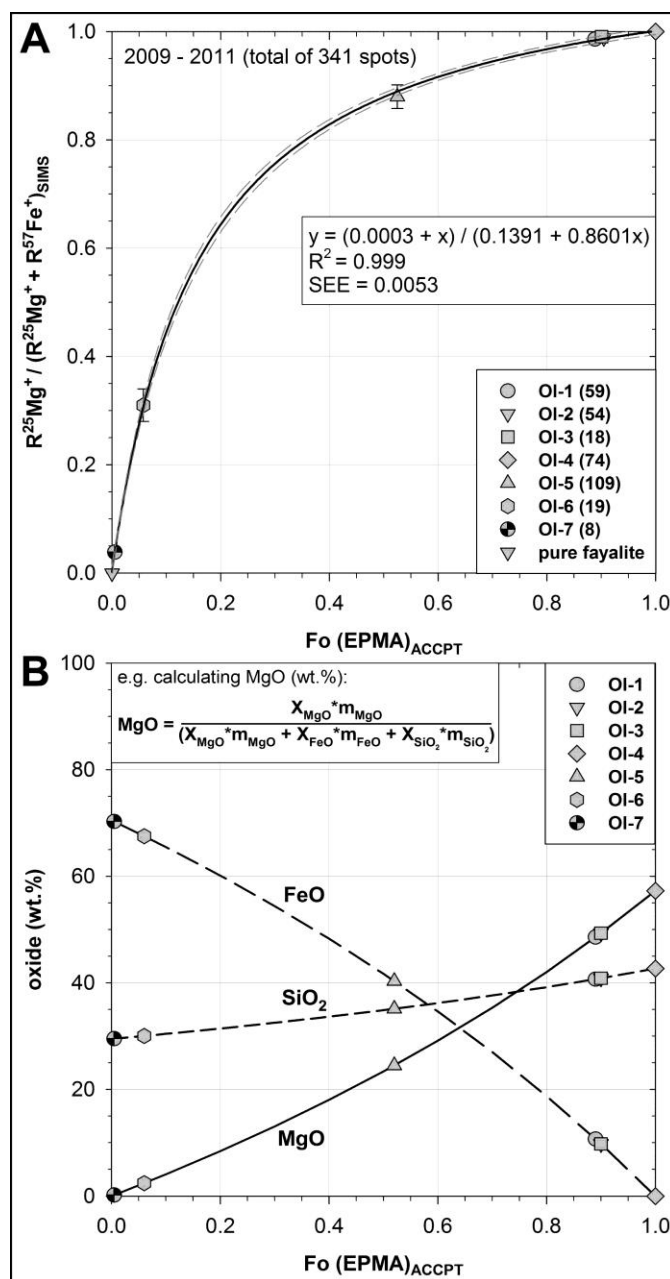 A
2009 - 2011 (total of 341 spots)
y = (0.0003 + x) / (0.1391 + 0.8601x)
R² = 0.999
SEE = 0.0053
Ol-1 (59)
Ol-2 (54)
Ol-3 (18)
Ol-4 (74)
Ol-5 (109)
Ol-6 (19)
Ol-7 (8)
pure fayalite
R²⁵Mg⁺ / (R²⁵Mg⁺ + R⁵⁷Fe⁺)SIMS
1.0
0.8
0.6
0.4
0.2
0.0
0.0 0.2 0.4 0.6 0.8 1.0
Fo (EPMA)ACCPT
B
e.g. calculating MgO (wt.%):
MgO = XMgO*mMgO / (XMgO*mMgO + XFeO*mFeO + XSiO₂*mSiO₂)
Ol-1
Ol-2
Ol-3
Ol-4
Ol-5
Ol-6
Ol-7
FeO
SiO₂
MgO
oxide (wt.%)
100
80
60
40
20
0
0.0 0.2 0.4 0.6 0.8 1.0
Fo (EPMA)ACCPT